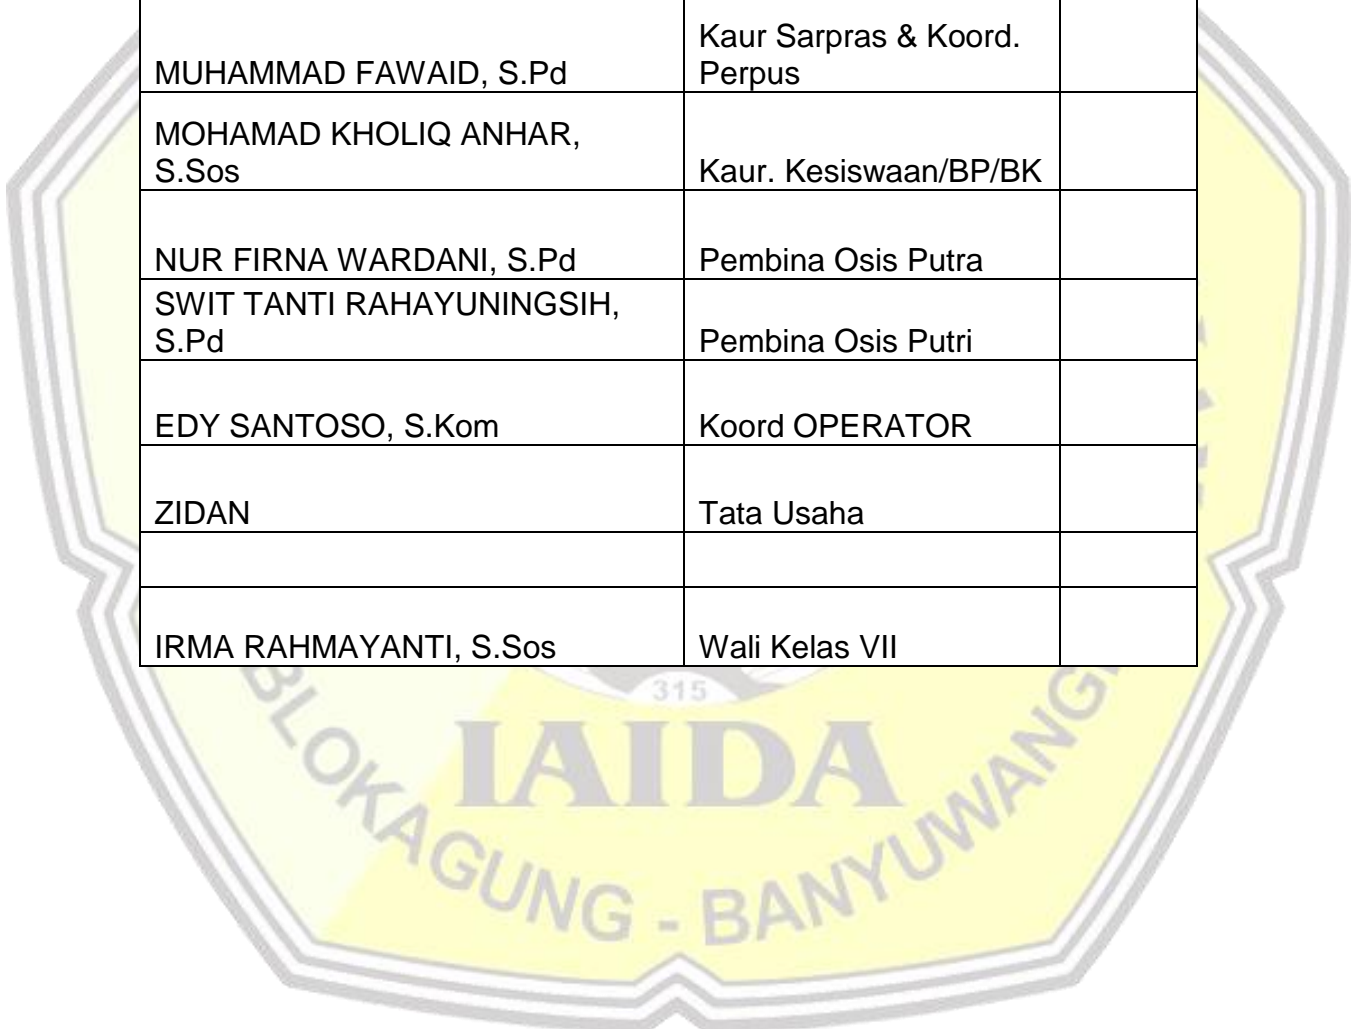 Kaur Sarpras & Koord.
MUHAMMAD FAWAID, S.Pd Perpus
MOHAMAD KHOLIQ ANHAR,
S.Sos Kaur. Kesiswaan/BP/BK
NUR FIRNA WARDANI, S.Pd Pembina Osis Putra
SWIT TANTI RAHAYUNINGSIH,
S.Pd Pembina Osis Putri
EDY SANTOSO, S.Kom Koord OPERATOR
ZIDAN Tata Usaha
IRMA RAHMAYANTI, S.Sos Wali Kelas VII
315
IAIDA
BLOKAGUNG - BANYUWANGI